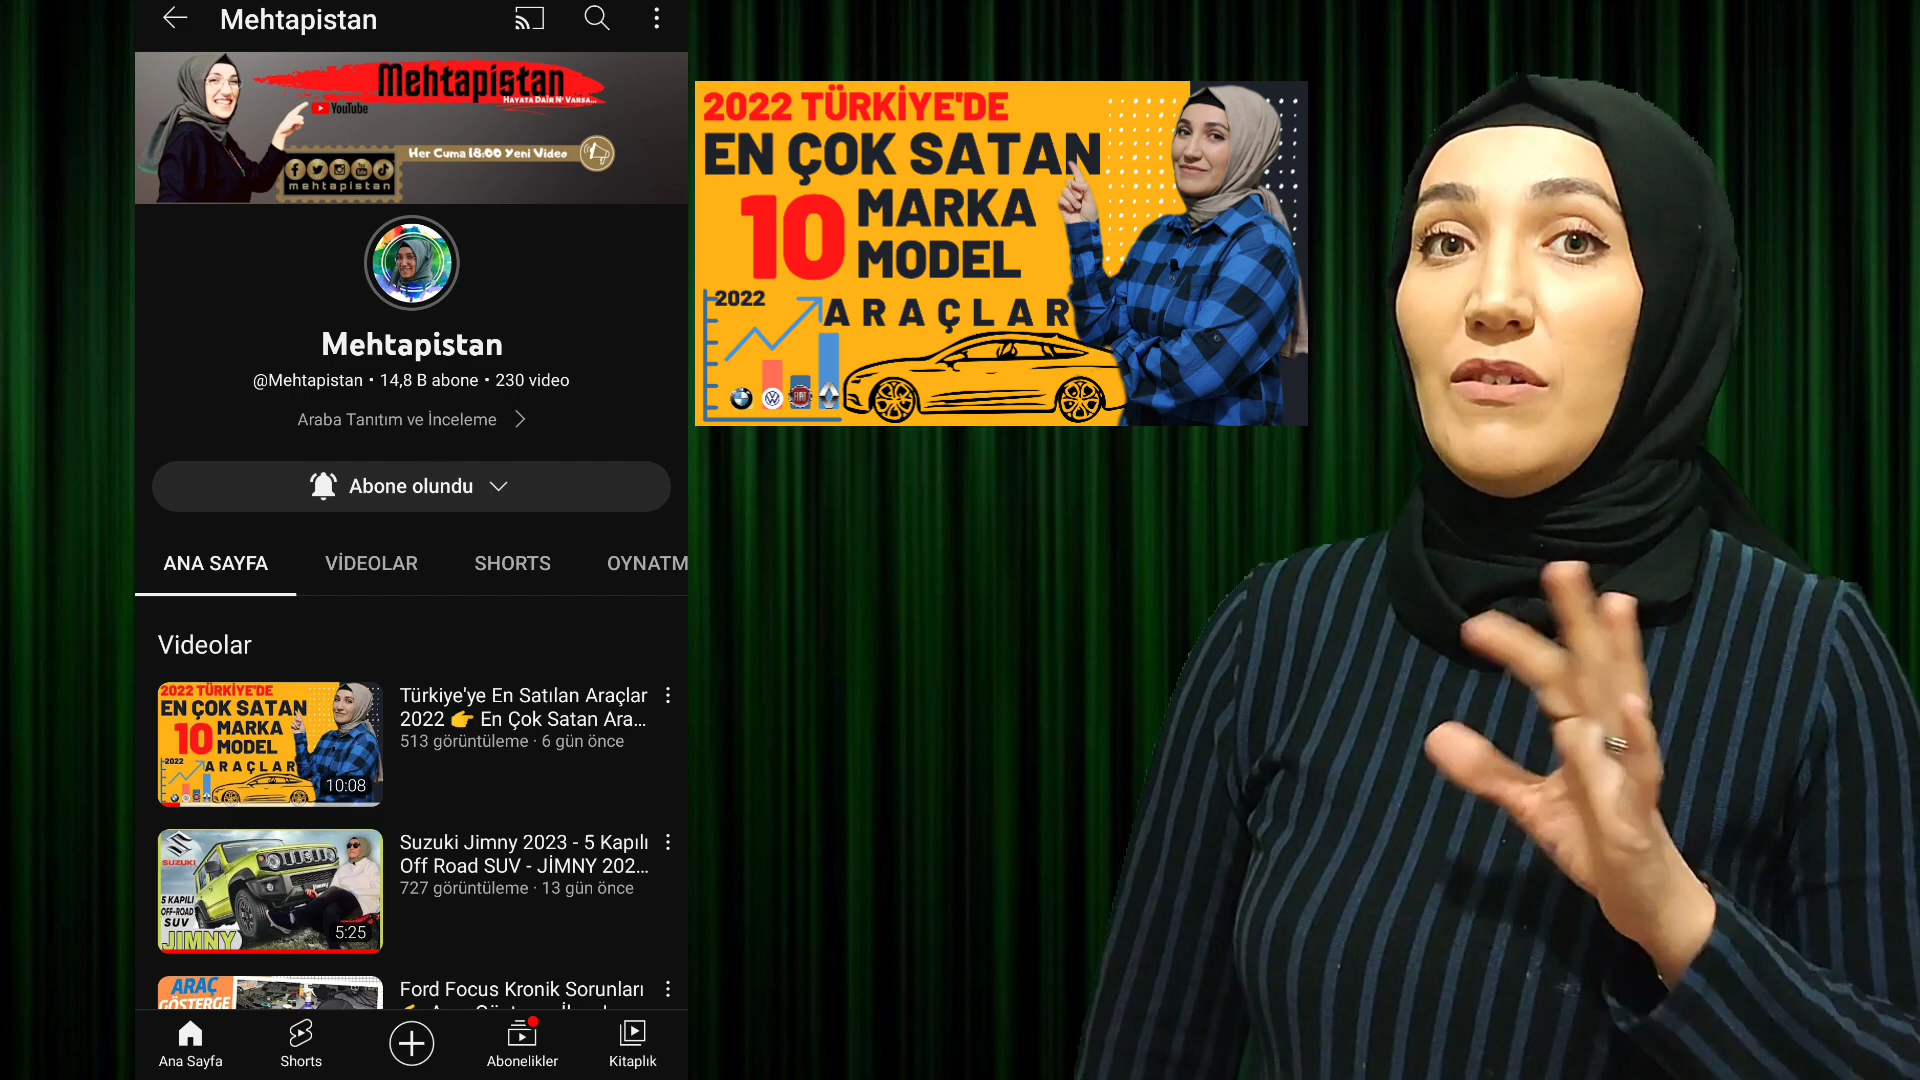 Mehtapistan
Mehtapistan
HAYATA DAİR NE VARSA...
YouTube
Her Cuma 18:00 Yeni Video
mehtapistan
Mehtapistan
@Mehtapistan • 14,8 B abone • 230 video
Araba Tanıtım ve İnceleme
Abone olundu
ANA SAYFA
VİDEOLAR
SHORTS
OYNATM
Videolar
2022 TÜRKİYE'DE
EN ÇOK SATAN
10
MARKA
MODEL
2022
ARAÇLAR
10:08
Türkiye'ye En Satılan Araçlar
2022 👉 En Çok Satan Ara...
513 görüntüleme · 6 gün önce
SUZUKI
5 KAPILI
OFF-ROAD
SUV
JIMNY
5:25
Suzuki Jimny 2023 - 5 Kapılı
Off Road SUV - JİMNY 202...
727 görüntüleme · 13 gün önce
ARAÇ
GÖSTERGE
Ford Focus Kronik Sorunları
Ana Sayfa
Shorts
Abonelikler
Kitaplık
2022 TÜRKİYE'DE
EN ÇOK SATAN
10
MARKA
MODEL
2022
ARAÇLAR
FIAT